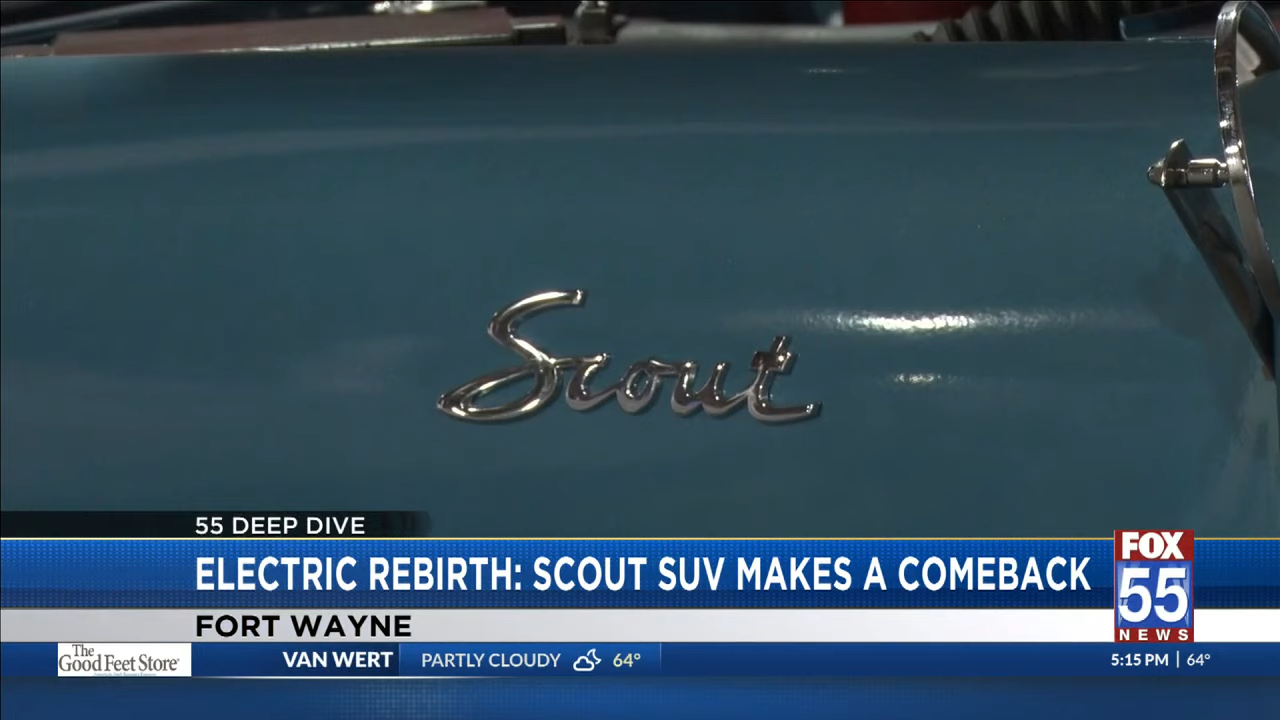 Scout
55 DEEP DIVE
ELECTRIC REBIRTH: SCOUT SUV MAKES A COMEBACK
FORT WAYNE
FOX
55
NEWS
The
Good Feet Store
VAN WERT PARTLY CLOUDY 64°
5:15 PM | 64°